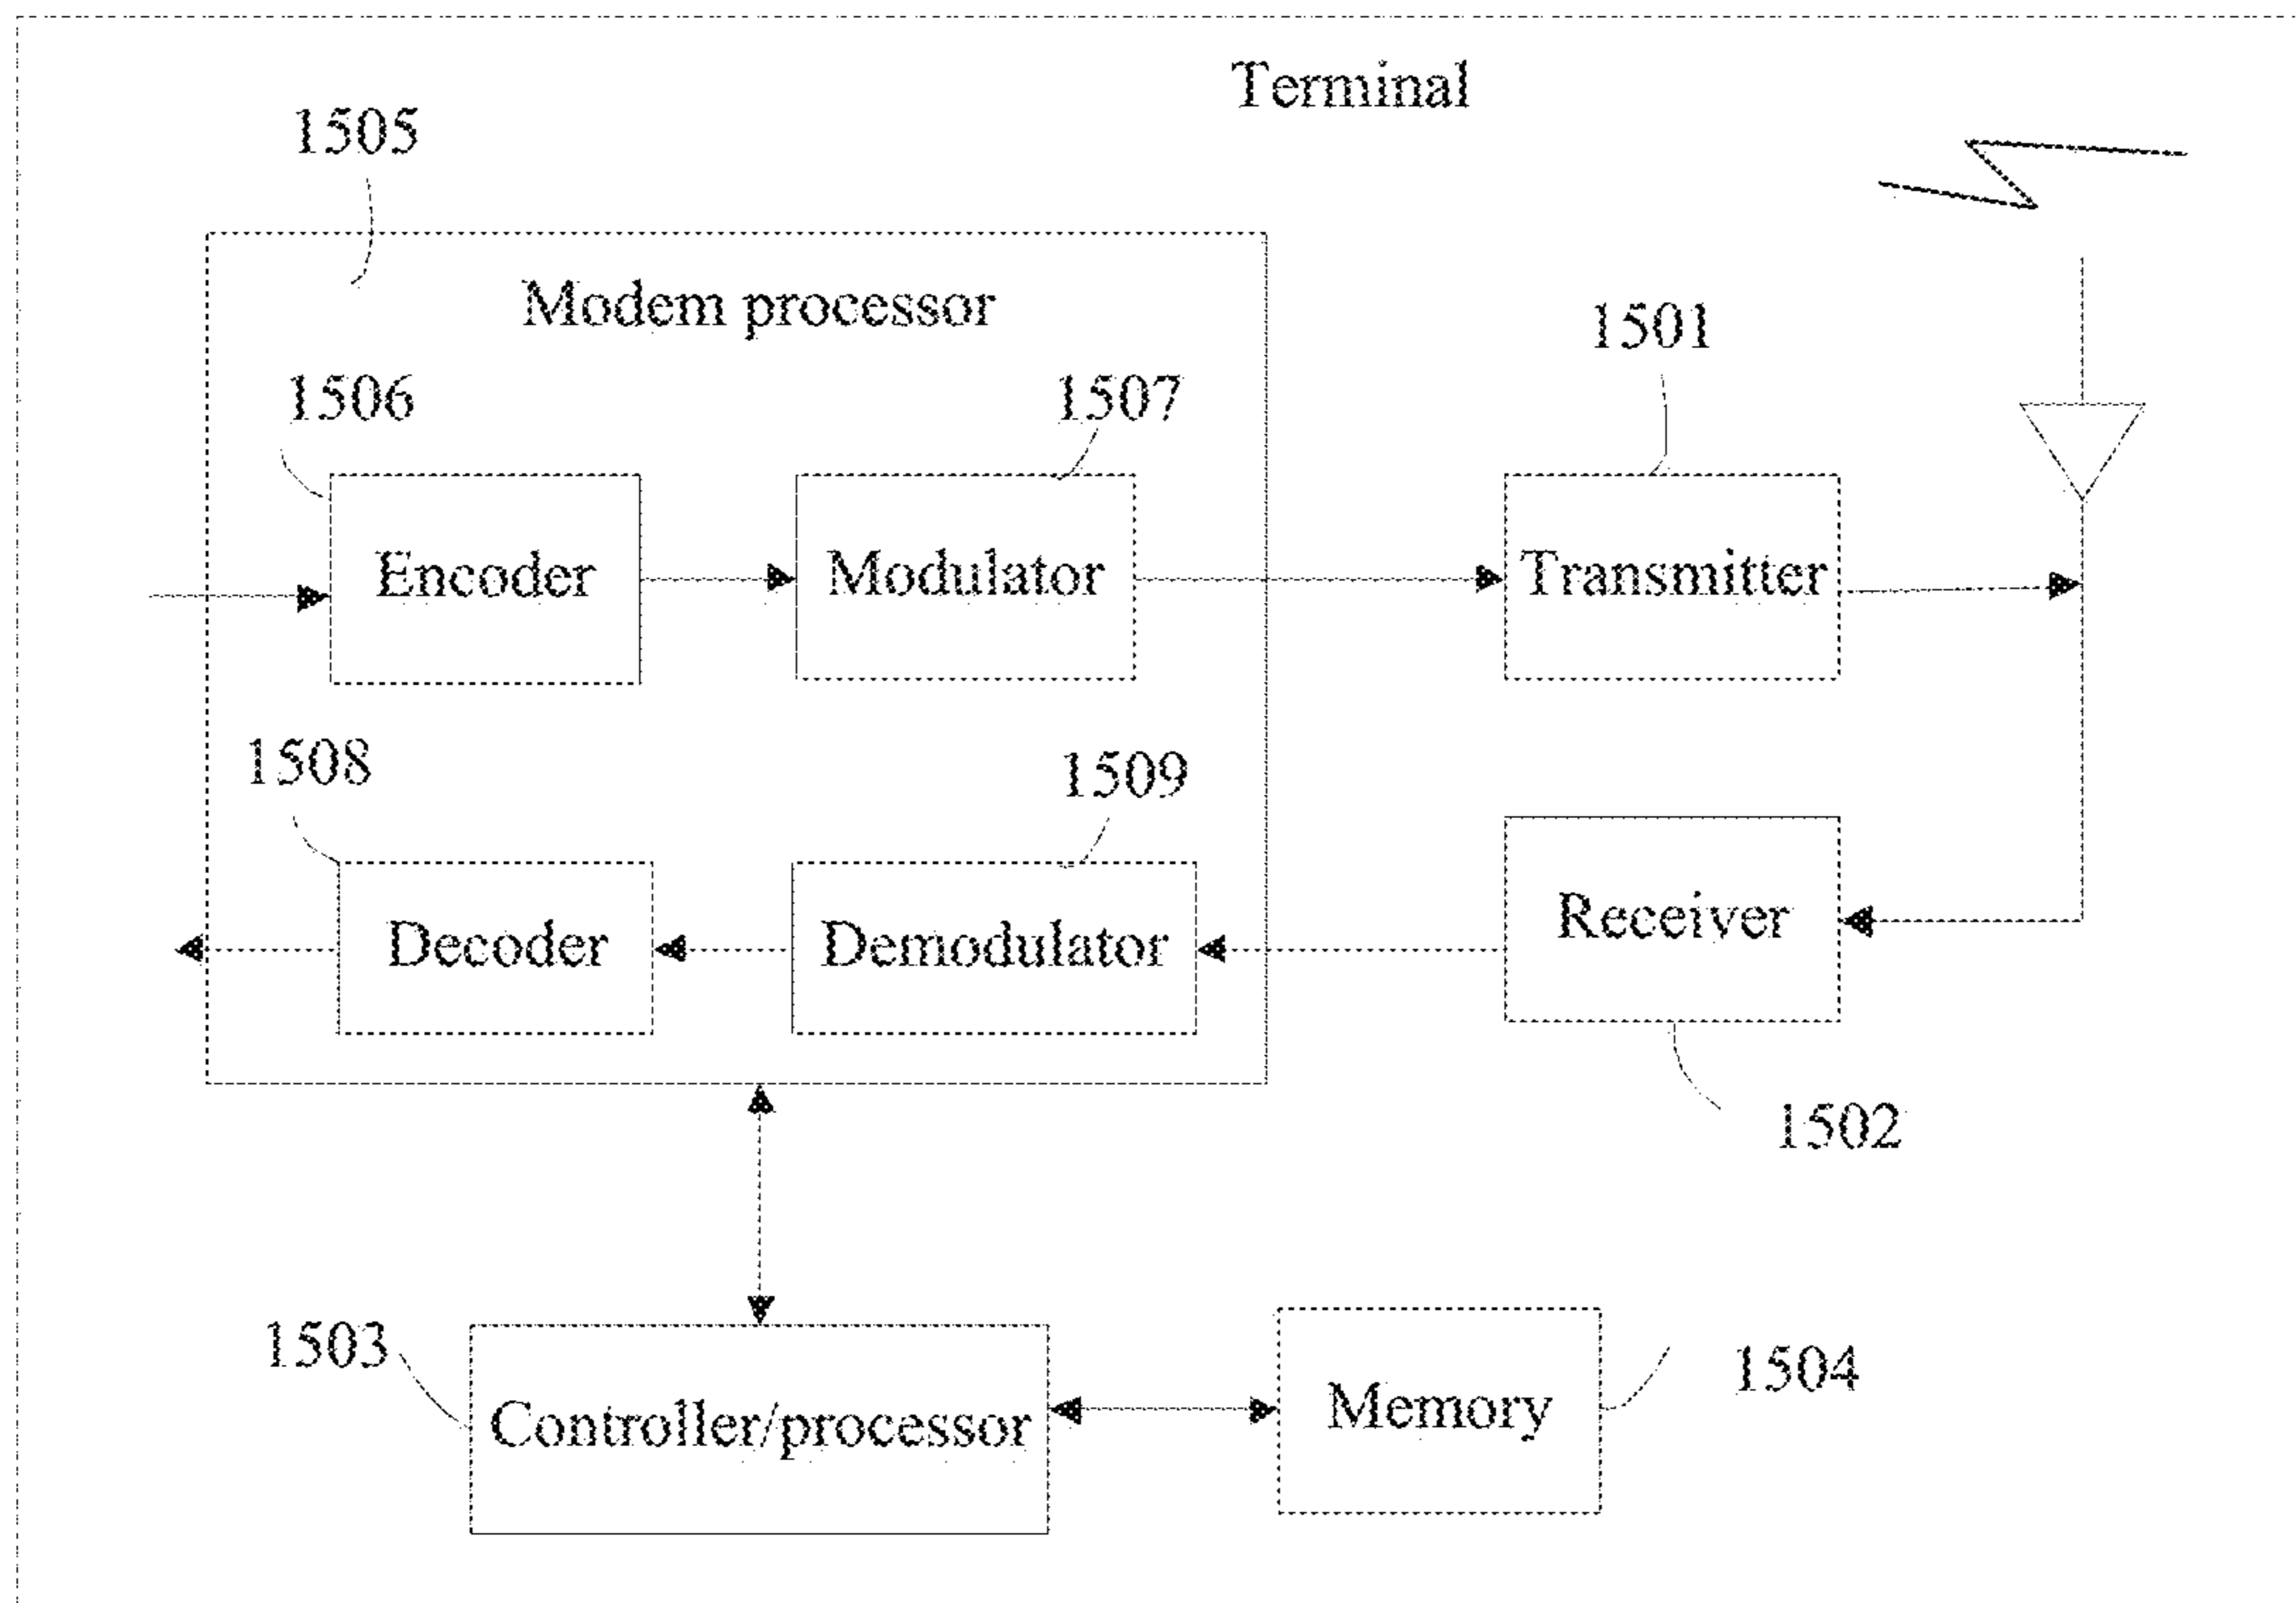 Terminal
1505
Modem processor
1501
1506
1507
Encoder
Modulator
Transmitter
1508
1509
Decoder
Demodulator
Receiver
1502
1503
1504
Controller/processor
Memory